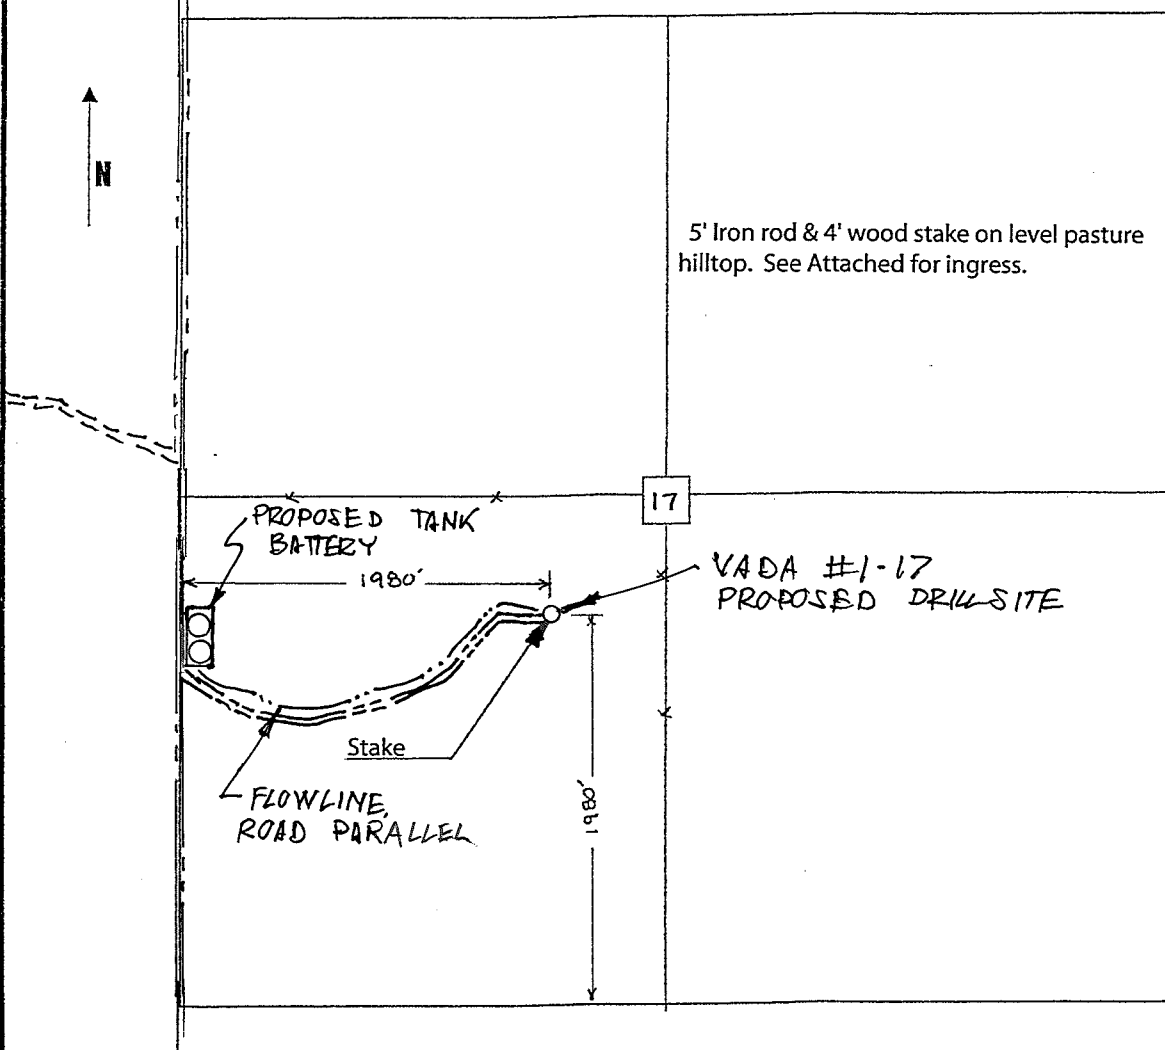 N
5' Iron rod & 4' wood stake on level pasture
hilltop. See Attached for ingress.
17
PROPOSED TANK
BATTERY
1980'
VADA #1-17
PROPOSED DRILLSITE
Stake
1980'
FLOWLINE,
ROAD PARALLEL